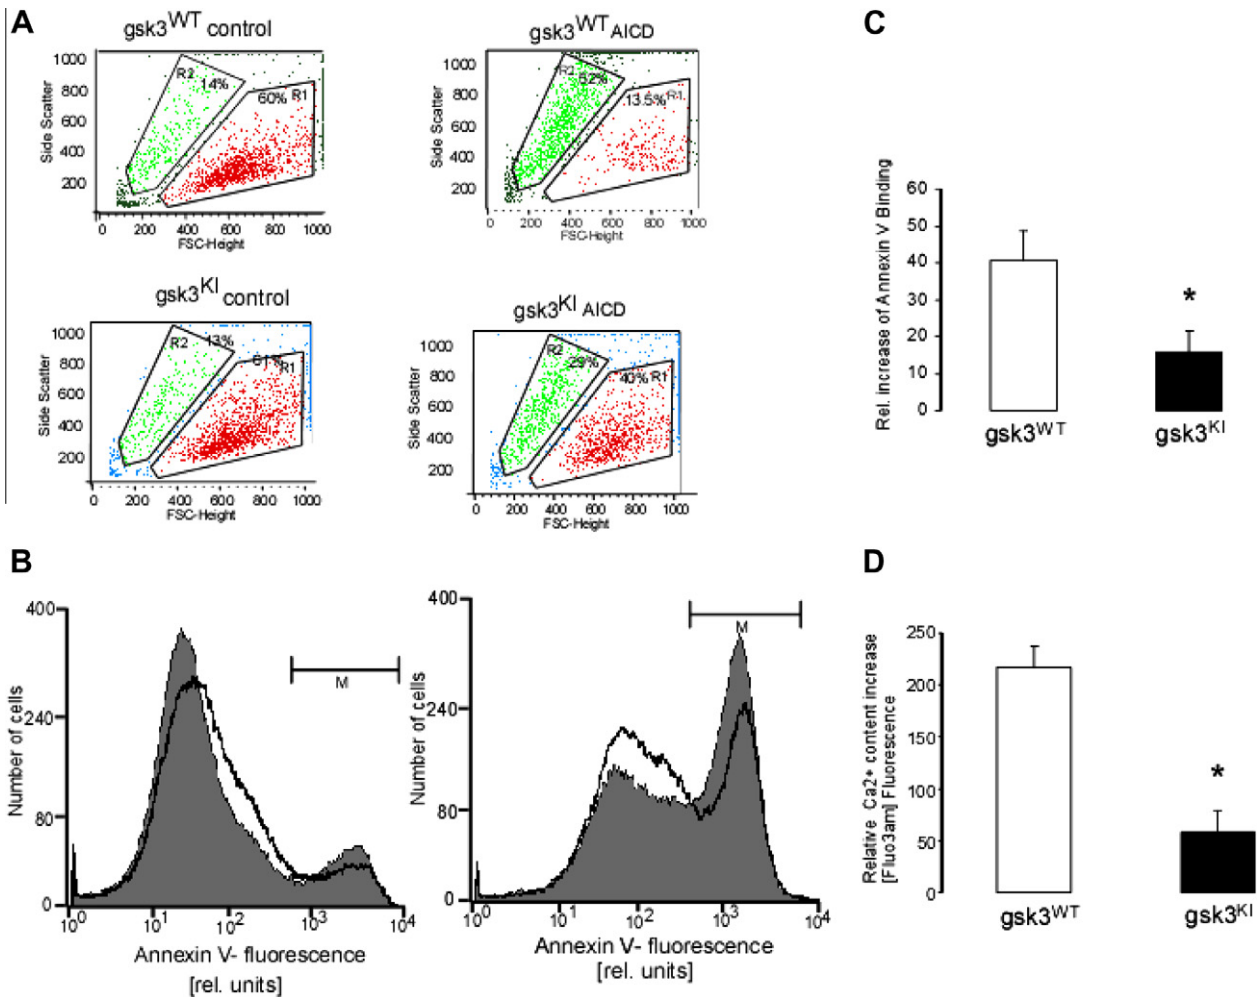 A
gsk3WT control
1000
800
600
400
200
Side Scatter
R2
14%
60% R1
0 200 400 600 800 1000
FSC-Height
gsk3WT AICD
1000
800
600
400
200
Side Scatter
R2
52%
13.5% R1
0 200 400 600 800 1000
FSC-Height
gsk3KI control
1000
800
600
400
200
Side Scatter
R2
13%
61% R1
0 200 400 600 800 1000
FSC-Height
gsk3KI AICD
1000
800
600
400
200
Side Scatter
R2
29%
40% R1
0 200 400 600 800 1000
FSC-Height
B
400
240
80
0
Number of cells
M
100 101 102 103 104
Annexin V- fluorescence
[rel. units]
400
240
80
0
Number of cells
M
100 101 102 103 104
Annexin V- fluorescence
[rel. units]
C
Rel. increase of Annexin V Binding
60
50
40
30
20
10
0
*
gsk3WT gsk3KI
D
Relative Ca2+ content increase
[Fluo3am] Fluorescence
250
200
150
100
50
0
*
gsk3WT gsk3KI